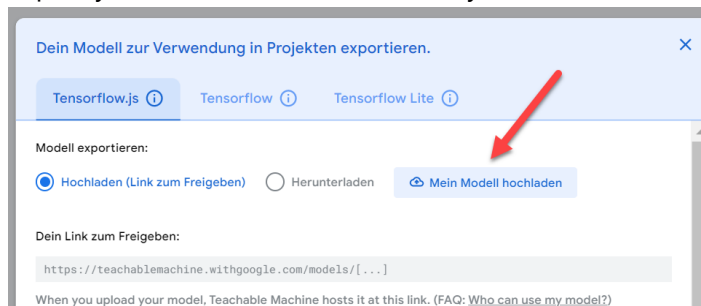 Dein Modell zur Verwendung in Projekten exportieren.
Tensorflow.js Tensorflow Tensorflow Lite
Modell exportieren:
Hochladen (Link zum Freigeben) Herunterladen Mein Modell hochladen
Dein Link zum Freigeben:
https://teachablemachine.withgoogle.com/models/[...]
When you upload your model, Teachable Machine hosts it at this link. (FAQ: Who can use my model?)